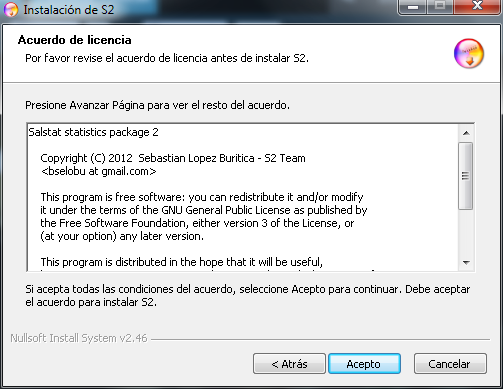 Instalación de S2
Acuerdo de licencia
Por favor revise el acuerdo de licencia antes de instalar S2.
Presione Avanzar Página para ver el resto del acuerdo.
Salstat statistics package 2
Copyright (C) 2012 Sebastian Lopez Buritica - S2 Team
<bselobu at gmail.com>
This program is free software: you can redistribute it and/or modify
it under the terms of the GNU General Public License as published by
the Free Software Foundation, either version 3 of the License, or
(at your option) any later version.
This program is distributed in the hope that it will be useful,
Si acepta todas las condiciones del acuerdo, seleccione Acepto para continuar. Debe aceptar
el acuerdo para instalar S2.
Nullsoft Install System v2.46
< Atrás
Acepto
Cancelar